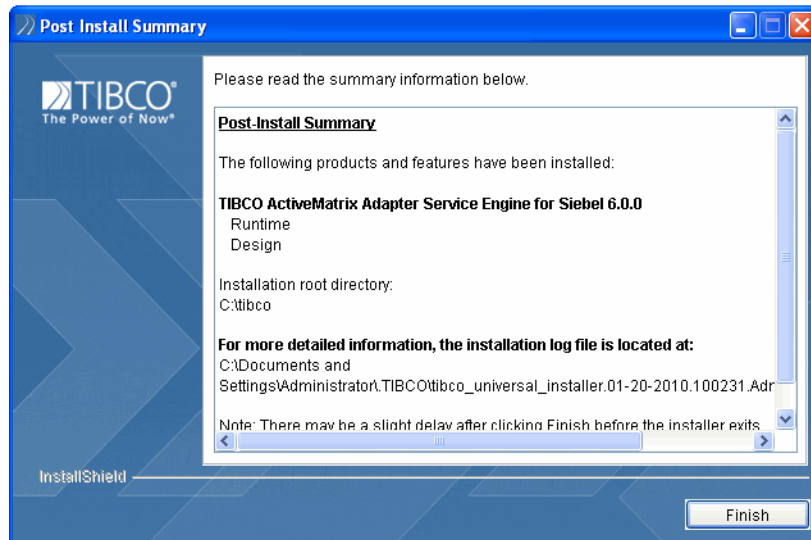 Post Install Summary
TIBCO®
The Power of Now®
Please read the summary information below.
Post-Install Summary
The following products and features have been installed:
TIBCO ActiveMatrix Adapter Service Engine for Siebel 6.0.0
Runtime
Design
Installation root directory:
C:\tibco
For more detailed information, the installation log file is located at:
C:\Documents and
Settings\Administrator\.TIBCO\tibco_universal_installer.01-20-2010.100231.Adr
Note: There may be a slight delay after clicking Finish before the installer exits
InstallShield
Finish